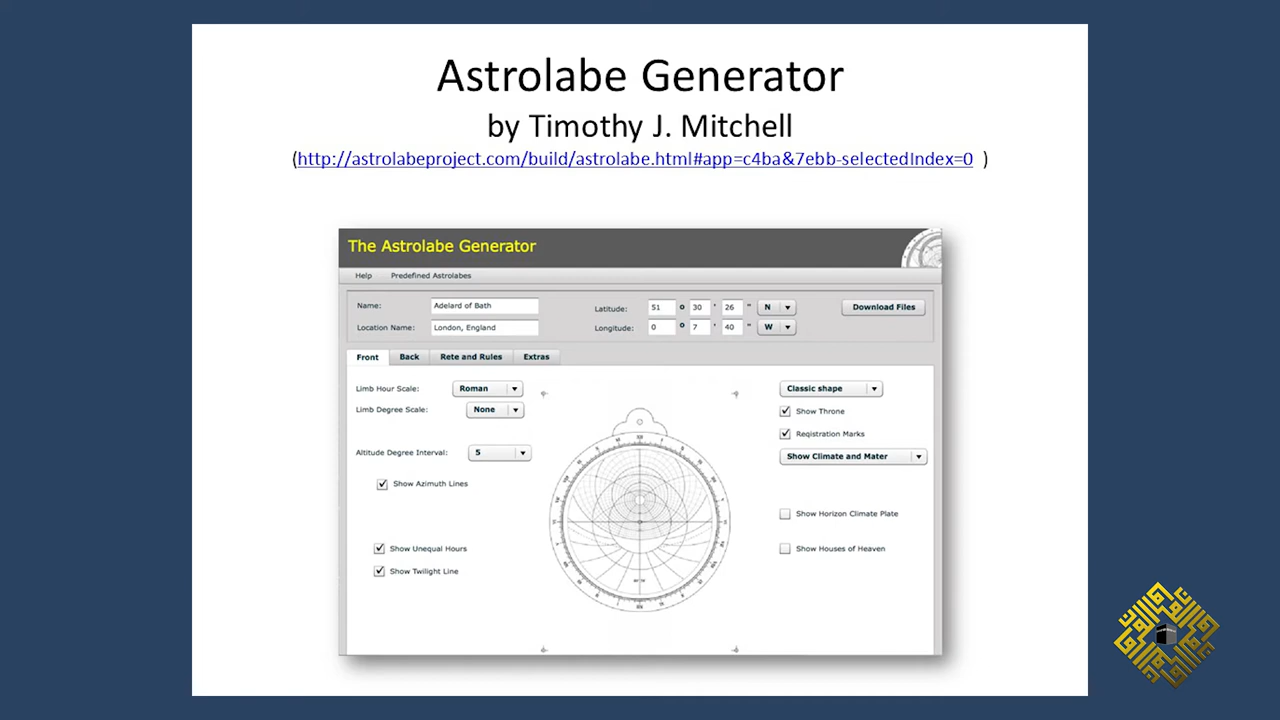 Astrolabe Generator
by Timothy J. Mitchell
(http://astrolabeproject.com/build/astrolabe.html#app=c4ba&7ebb-selectedIndex=0 )
The Astrolabe Generator
Help Predefined Astrolabes
Name: Adelard of Bath Latitude: 51 ° 30 ' 26 " N Download Files
Location Name: London, England Longitude: 0 ° 7 ' 40 " W
Front Back Rete and Rules Extras
Limb Hour Scale: Roman Classic shape
Limb Degree Scale: None Show Throne
Registration Marks
Altitude Degree Interval: 5 Show Climate and Mater
Show Azimuth Lines
Show Horizon Climate Plate
Show Unequal Hours Show Houses of Heaven
Show Twilight Line